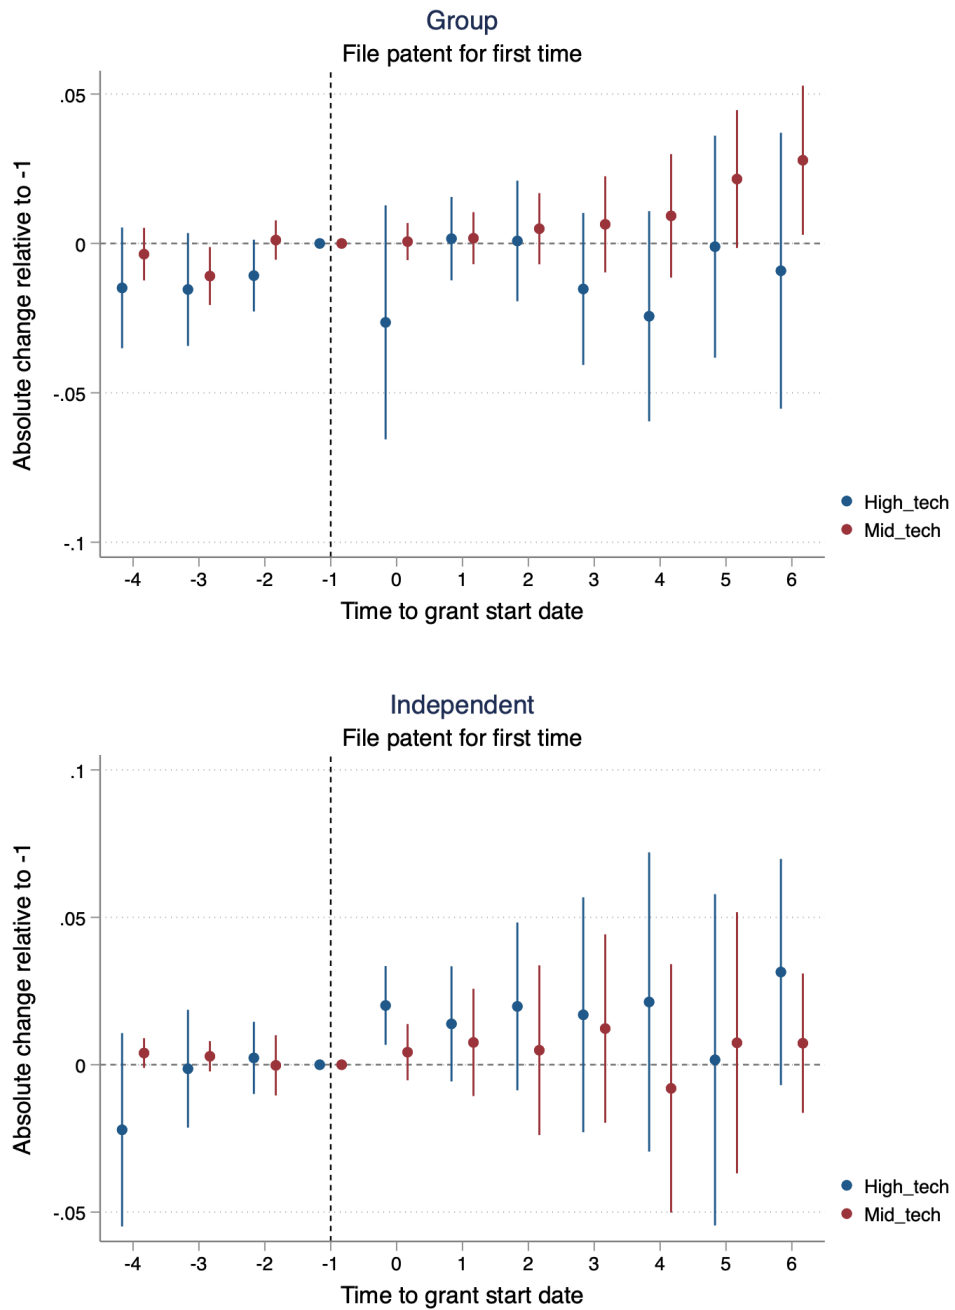 Group
File patent for first time
Absolute change relative to -1
.05
0
-.05
-.1
-4 -3 -2 -1 0 1 2 3 4 5 6
Time to grant start date
High_tech
Mid_tech
Independent
File patent for first time
Absolute change relative to -1
.1
.05
0
-.05
-4 -3 -2 -1 0 1 2 3 4 5 6
Time to grant start date
High_tech
Mid_tech